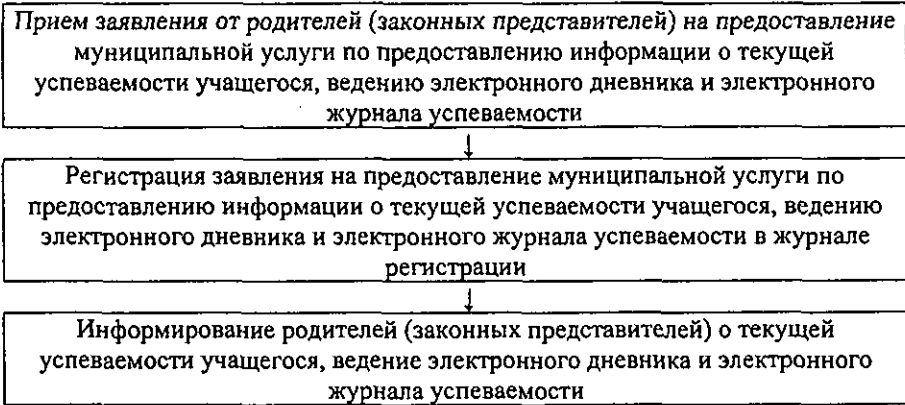 Прием заявления от родителей (законных представителей) на предоставление
муниципальной услуги по предоставлению информации о текущей
успеваемости учащегося, ведению электронного дневника и электронного
журнала успеваемости
Регистрация заявления на предоставление муниципальной услуги по
предоставлению информации о текущей успеваемости учащегося, ведению
электронного дневника и электронного журнала успеваемости в журнале
регистрации
Информирование родителей (законных представителей) о текущей
успеваемости учащегося, ведение электронного дневника и электронного
журнала успеваемости